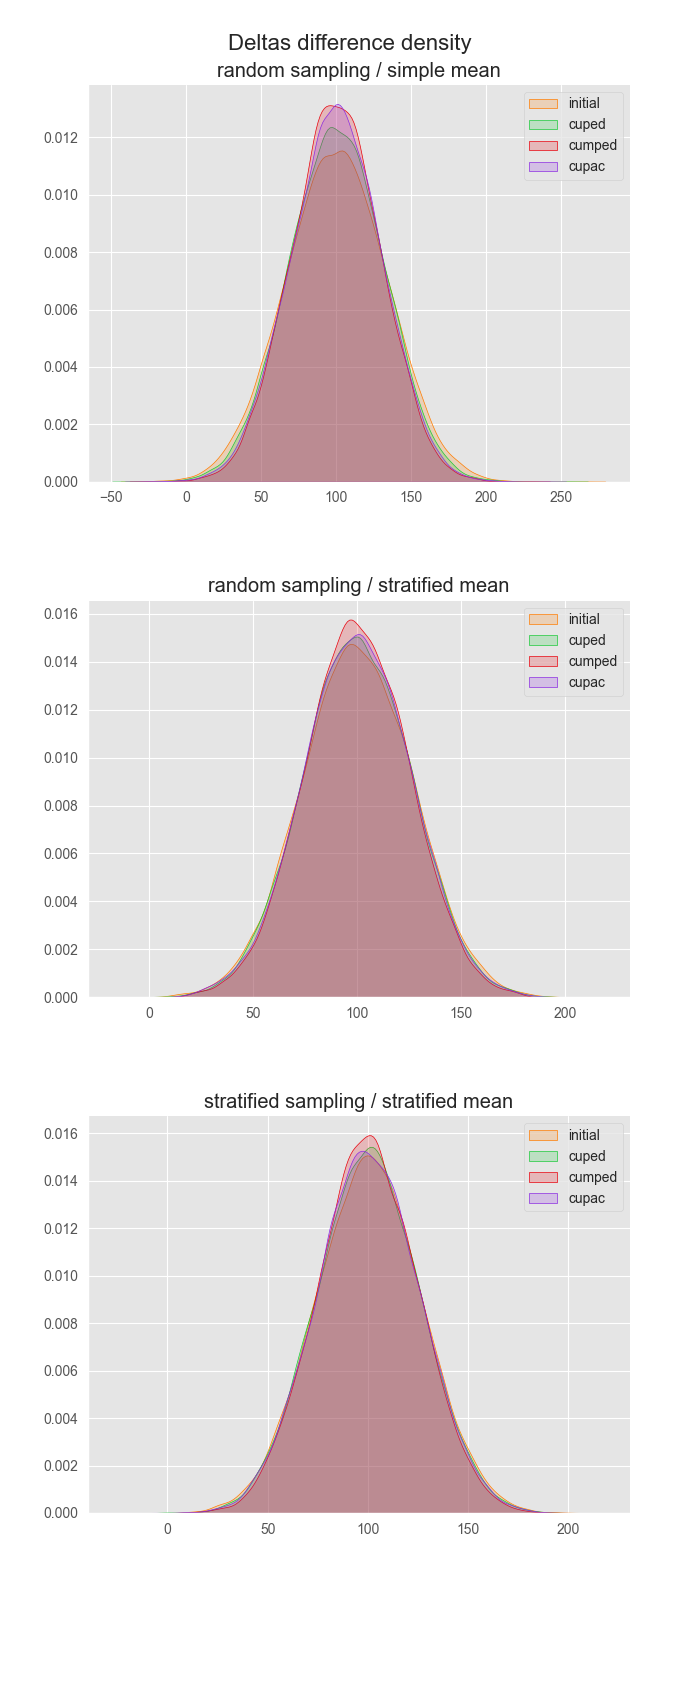 Deltas difference density
random sampling / simple mean
initial
cuped
cumped
cupac
0.012
0.010
0.008
0.006
0.004
0.002
0.000
−50 0 50 100 150 200 250
random sampling / stratified mean
initial
cuped
cumped
cupac
0.016
0.014
0.012
0.010
0.008
0.006
0.004
0.002
0.000
0 50 100 150 200
stratified sampling / stratified mean
initial
cuped
cumped
cupac
0.016
0.014
0.012
0.010
0.008
0.006
0.004
0.002
0.000
0 50 100 150 200